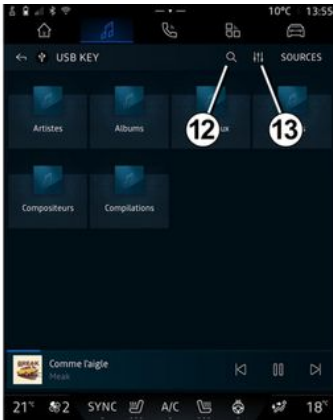 10°C 13:55
USB KEY SOURCES
12 13
Artistes Albums
Compositeurs Compilations
BREAK
Comme l'aigle
Meak
21° 2 SYNC A/C 18°